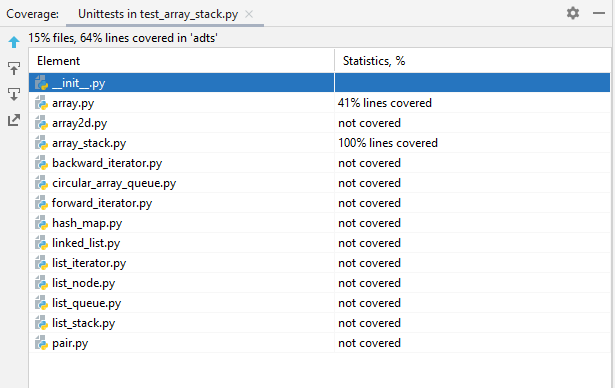 Coverage: Unittests in test_array_stack.py
15% files, 64% lines covered in 'adts'
Element Statistics, %
__init__.py
array.py 41% lines covered
array2d.py not covered
array_stack.py 100% lines covered
backward_iterator.py not covered
circular_array_queue.py not covered
forward_iterator.py not covered
hash_map.py not covered
linked_list.py not covered
list_iterator.py not covered
list_node.py not covered
list_queue.py not covered
list_stack.py not covered
pair.py not covered